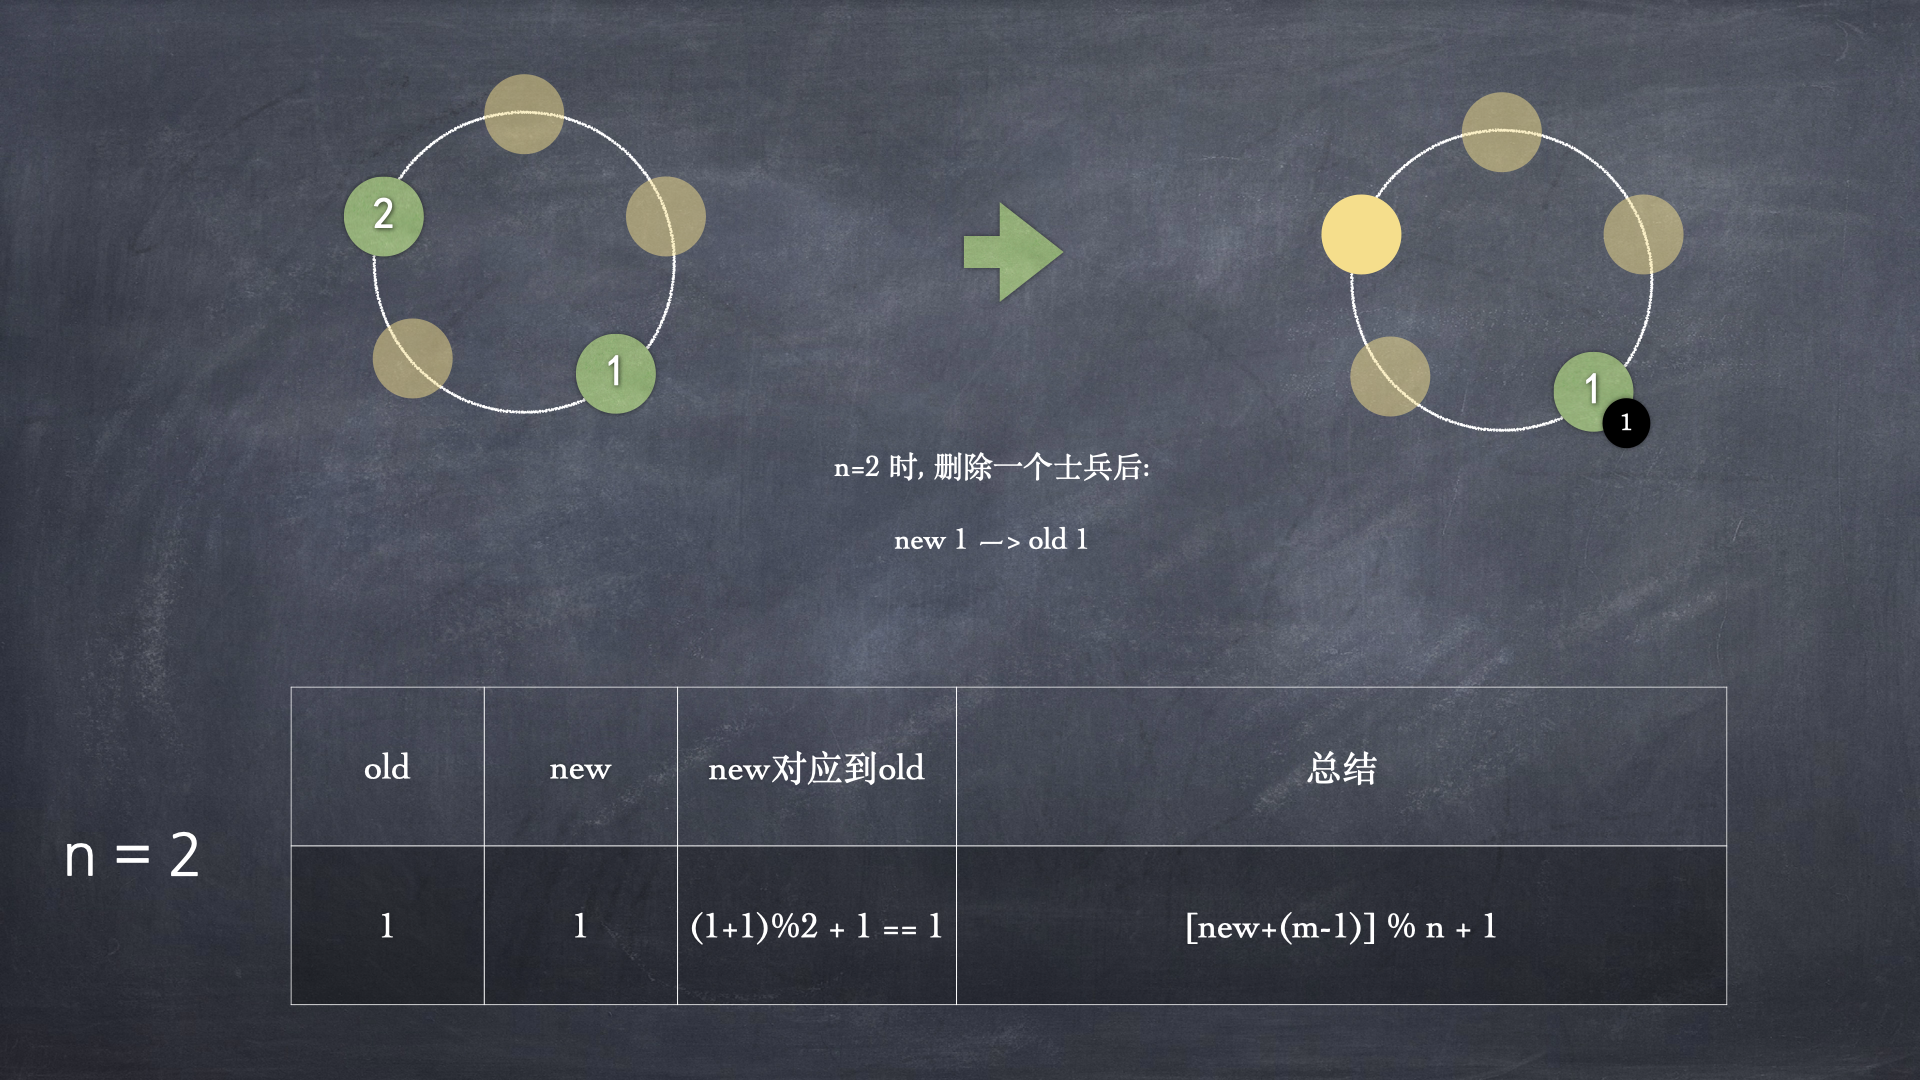 2
1
1
1
n=2 时, 删除一个士兵后:
new 1 —> old 1
old new new对应到old 总结
n = 2
1 1 (1+1)%2 + 1 == 1 [new+(m-1)] % n + 1